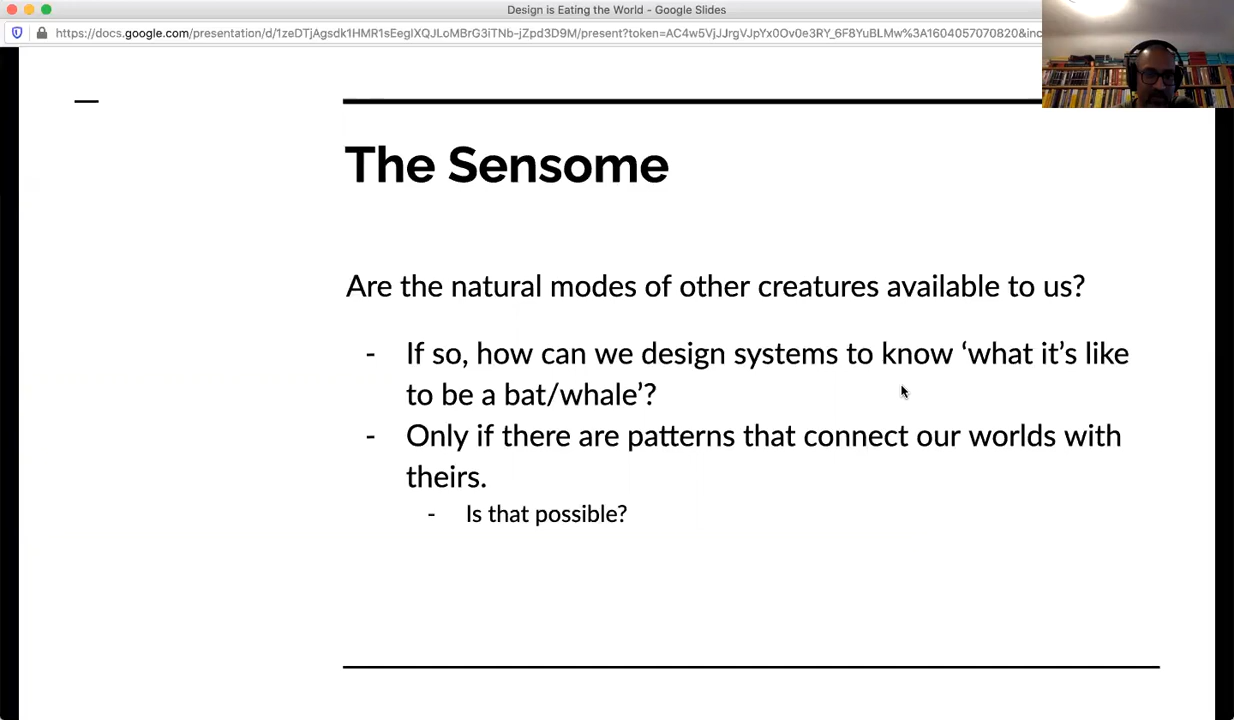 Design is Eating the World - Google Slides
https://docs.google.com/presentation/d/1zeDTjAgsdk1HMR1sEegIXQJLoMBrG3iTNb-jZpd3D9M/present?token=AC4w5VjJJrgVJpYx0Ov0e3RY_6F8YuBLMw%3A1604057070820&inc
The Sensome
Are the natural modes of other creatures available to us?
- If so, how can we design systems to know ‘what it’s like
to be a bat/whale’?
- Only if there are patterns that connect our worlds with
theirs.
- Is that possible?